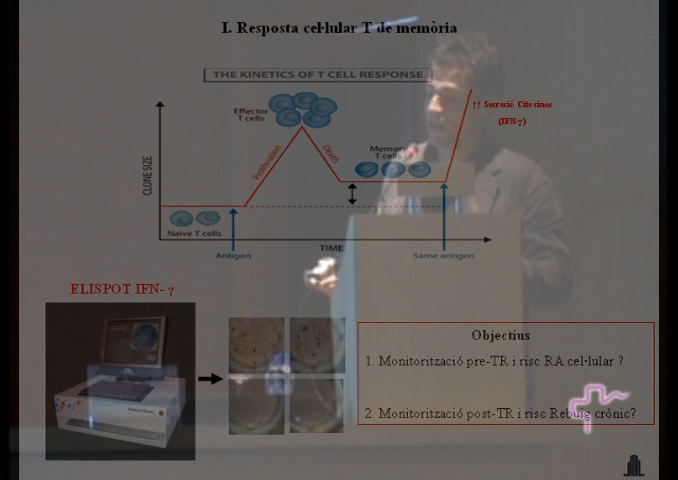 I. Resposta cel·lular T de memòria
THE KINETICS OF T CELL RESPONSE
Effector
T cells
↑↑ Secreció Citocines
(IFN-γ)
Memory
T cells
Proliferation
Death
CLONE SIZE
Naive T cells
TIME
Antigen
Same antigen
ELISPOT IFN- γ
Objectius
1. Monitorització pre-TR i risc RA cel·lular ?
2. Monitorització post-TR i risc Rebuig crònic?